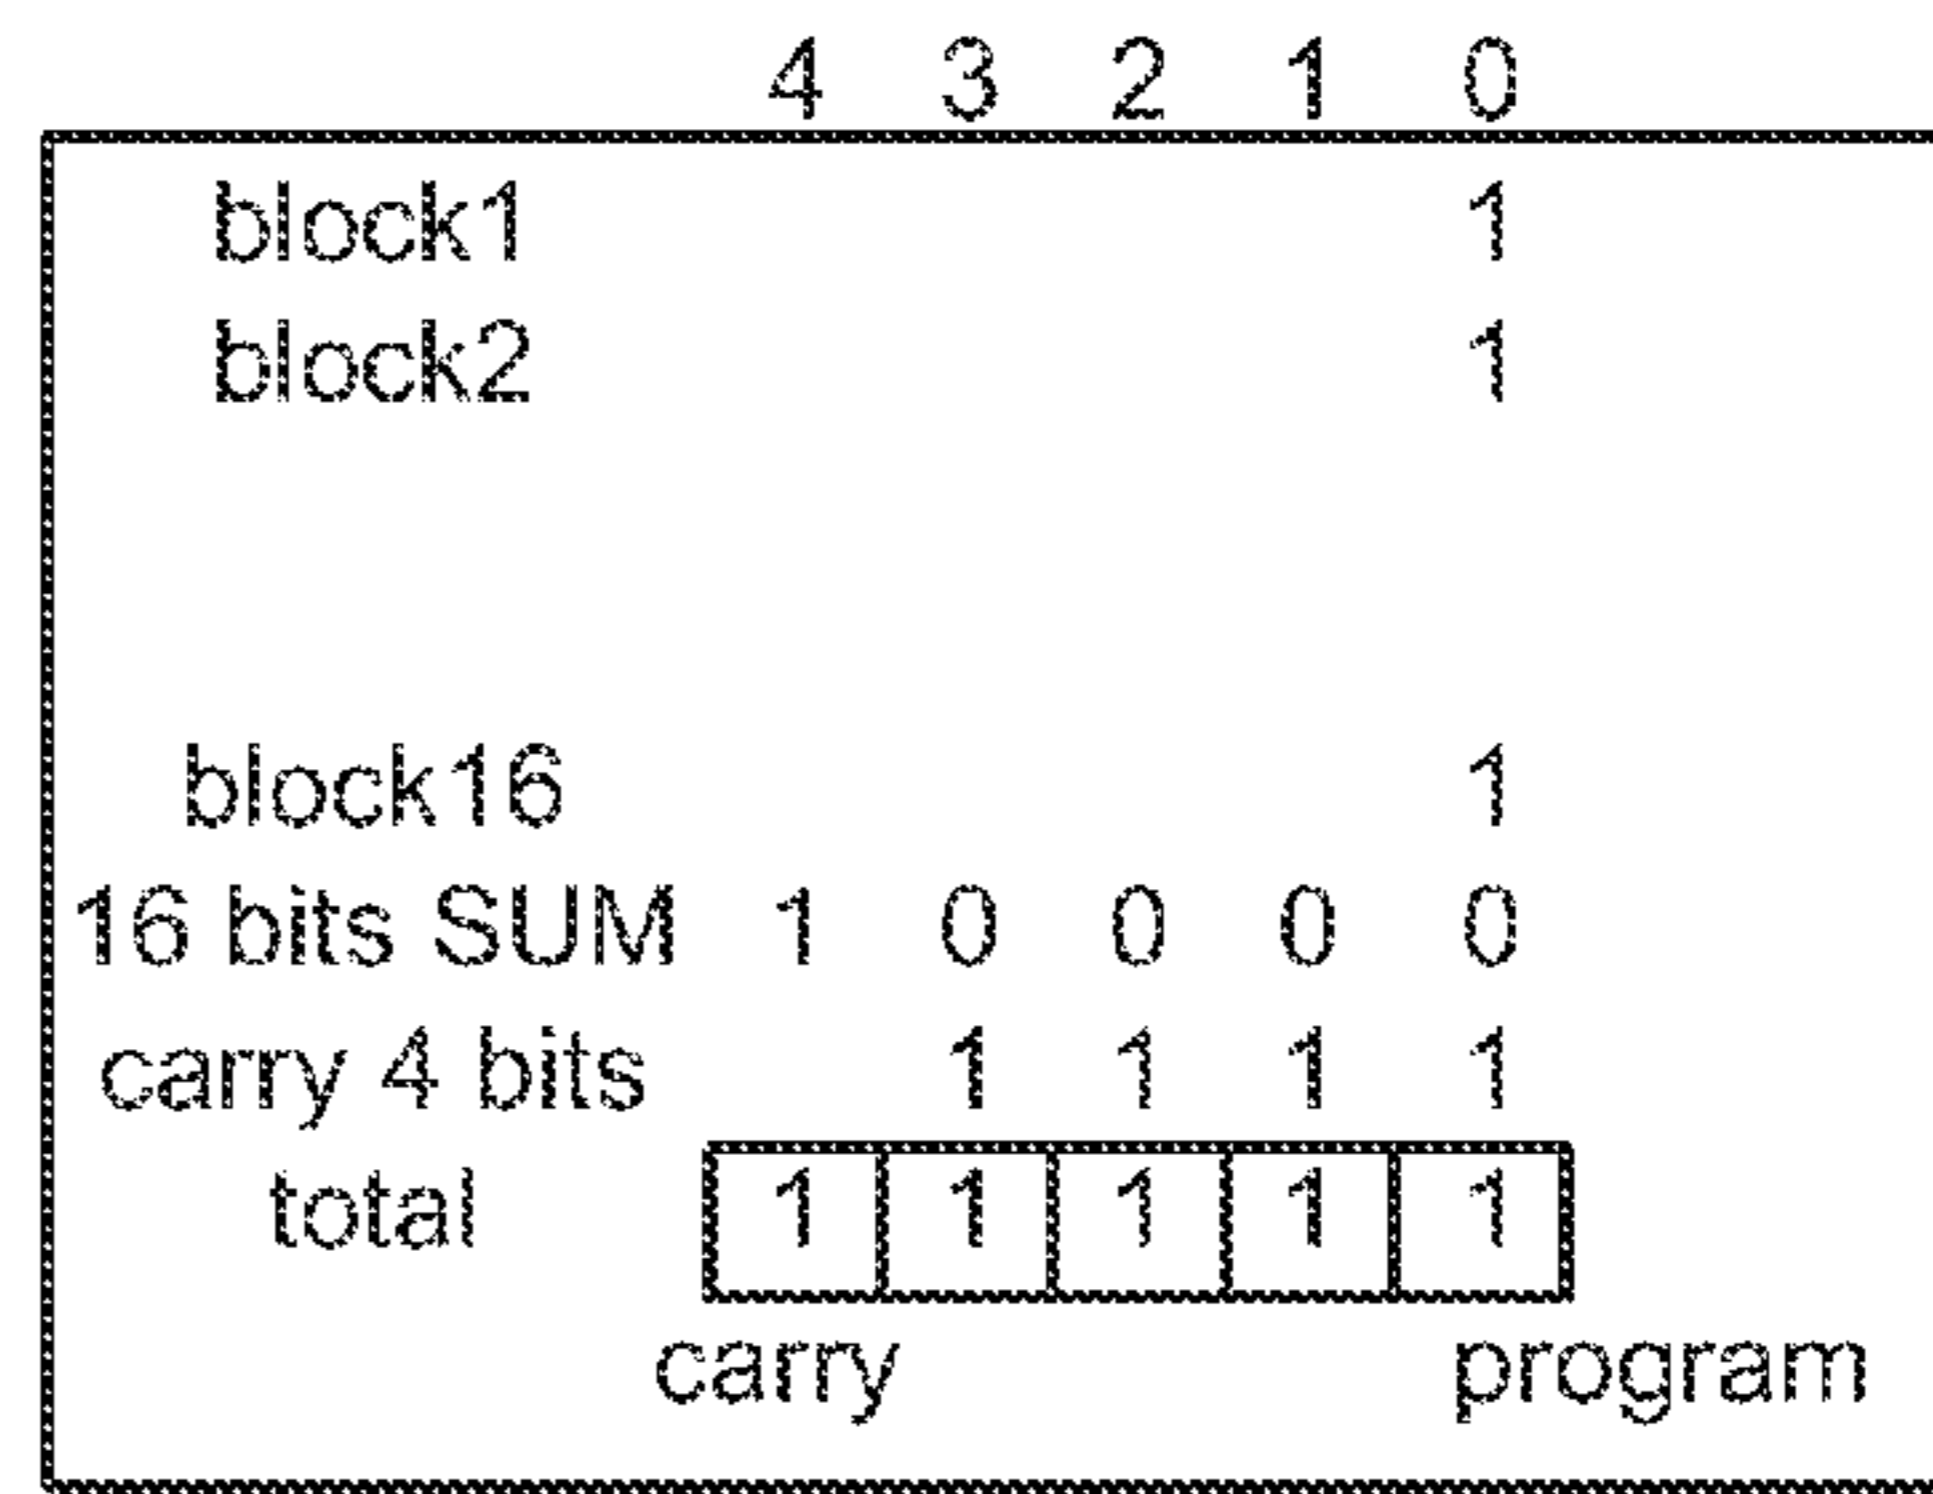 4 3 2 1 0
block1 1
block2 1
block16 1
16 bits SUM 1 0 0 0 0
carry 4 bits 1 1 1 1
total 1 1 1 1 1
carry program